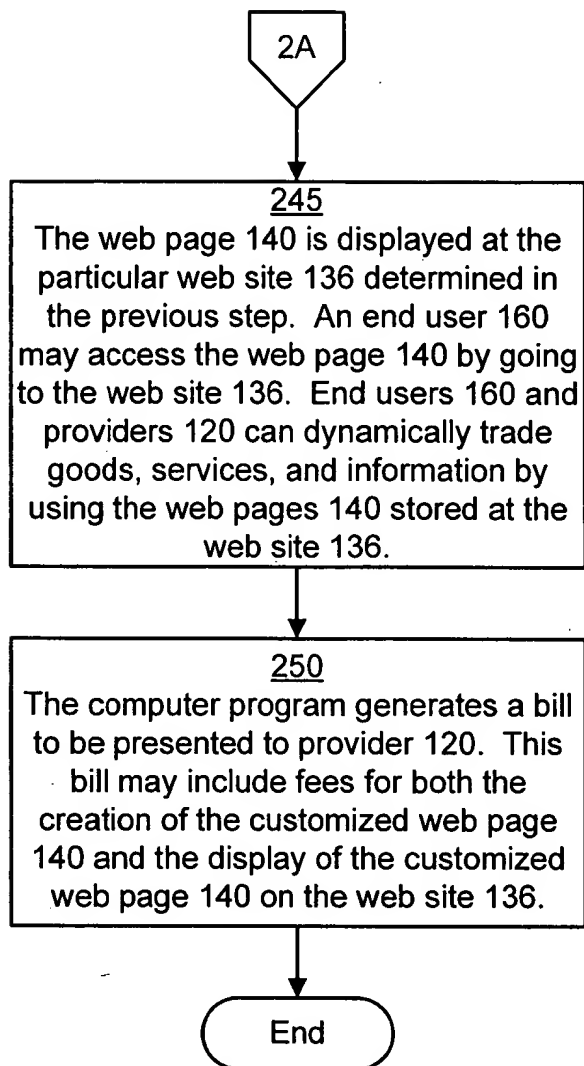 2A
245
The web page 140 is displayed at the
particular web site 136 determined in
the previous step. An end user 160
may access the web page 140 by going
to the web site 136. End users 160 and
providers 120 can dynamically trade
goods, services, and information by
using the web pages 140 stored at the
web site 136.
250
The computer program generates a bill
to be presented to provider 120. This
bill may include fees for both the
creation of the customized web page
140 and the display of the customized
web page 140 on the web site 136.
End